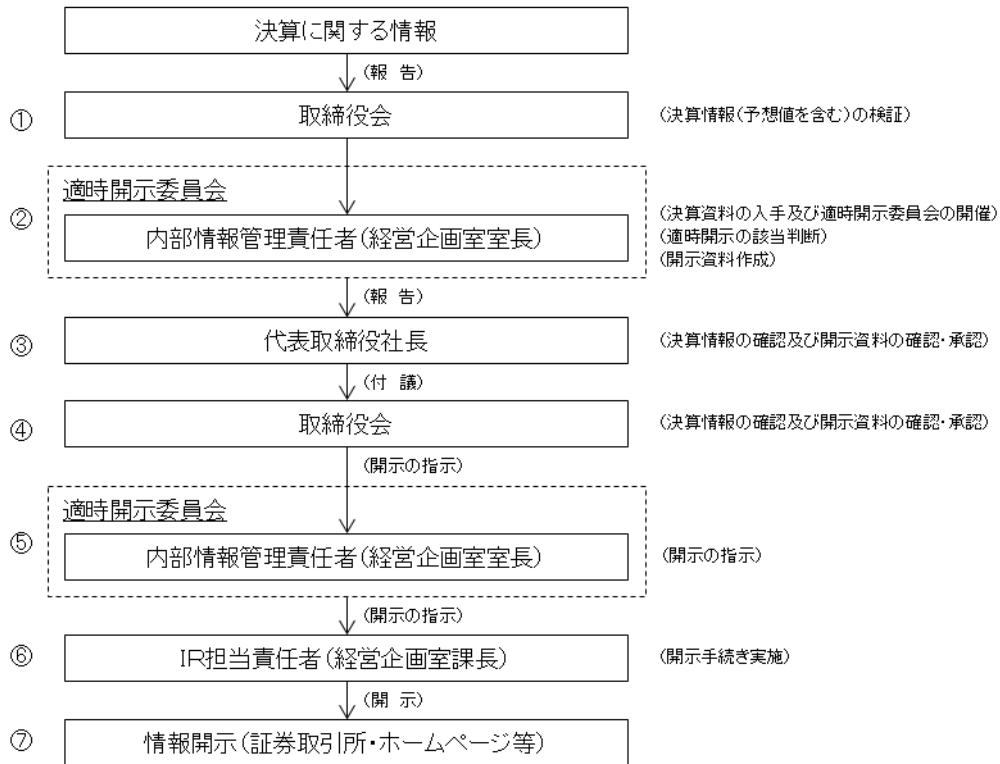 決算に関する情報
(報 告)
① 取締役会 (決算情報(予想値を含む)の検証)
適時開示委員会
② 内部情報管理責任者(経営企画室室長) (決算資料の入手及び適時開示委員会の開催)
(適時開示の該当判断)
(開示資料作成)
(報 告)
③ 代表取締役社長 (決算情報の確認及び開示資料の確認・承認)
(付 議)
④ 取締役会 (決算情報の確認及び開示資料の確認・承認)
(開示の指示)
適時開示委員会
⑤ 内部情報管理責任者(経営企画室室長) (開示の指示)
(開示の指示)
⑥ IR担当責任者(経営企画室課長) (開示手続き実施)
(開 示)
⑦ 情報開示(証券取引所・ホームページ等)